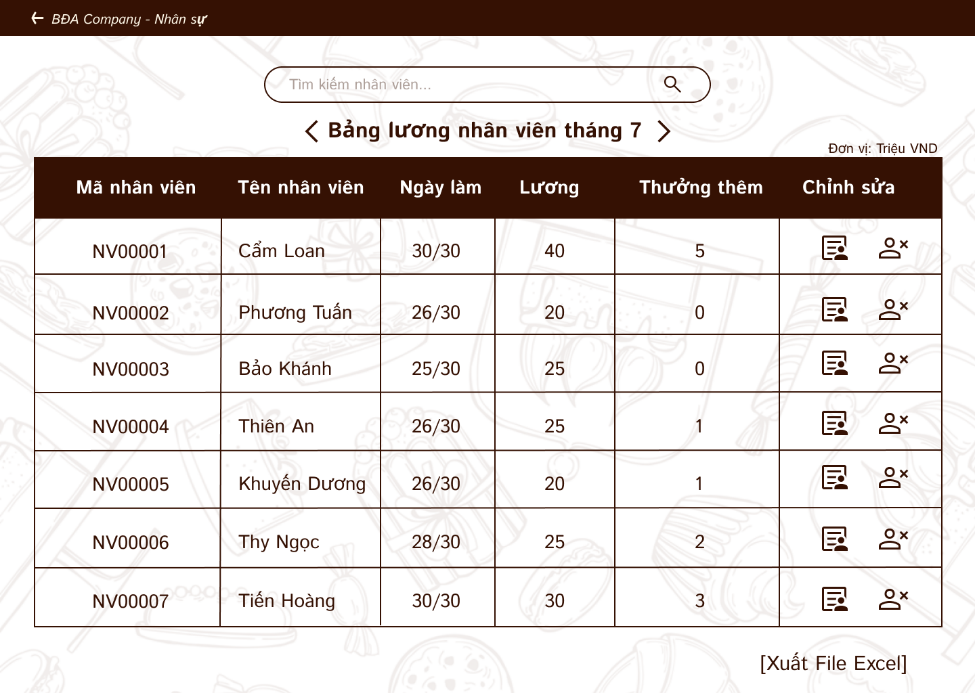 BĐA Company - Nhân sự
Tìm kiếm nhân viên...
Bảng lương nhân viên tháng 7
Đơn vị: Triệu VND
Mã nhân viên Tên nhân viên Ngày làm Lương Thưởng thêm Chỉnh sửa
NV00001 Cẩm Loan 30/30 40 5
NV00002 Phương Tuấn 26/30 20 0
NV00003 Bảo Khánh 25/30 25 0
NV00004 Thiên An 26/30 25 1
NV00005 Khuyến Dương 26/30 20 1
NV00006 Thy Ngọc 28/30 25 2
NV00007 Tiến Hoàng 30/30 30 3
[Xuất File Excel]